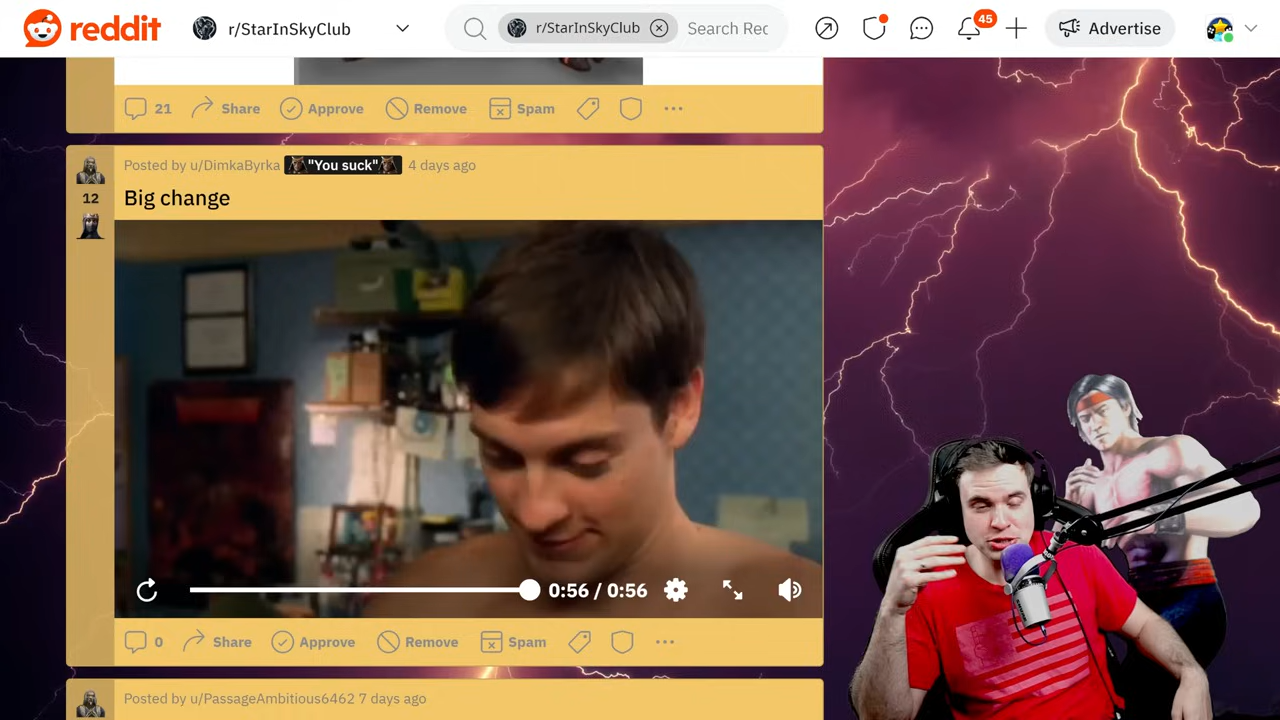 reddit r/StarInSkyClub r/StarInSkyClub Search Rec 45 Advertise
21 Share Approve Remove Spam
Posted by u/DimkaByrka "You suck" 4 days ago
12 Big change
0:56 / 0:56
0 Share Approve Remove Spam
Posted by u/PassageAmbitious6462 7 days ago